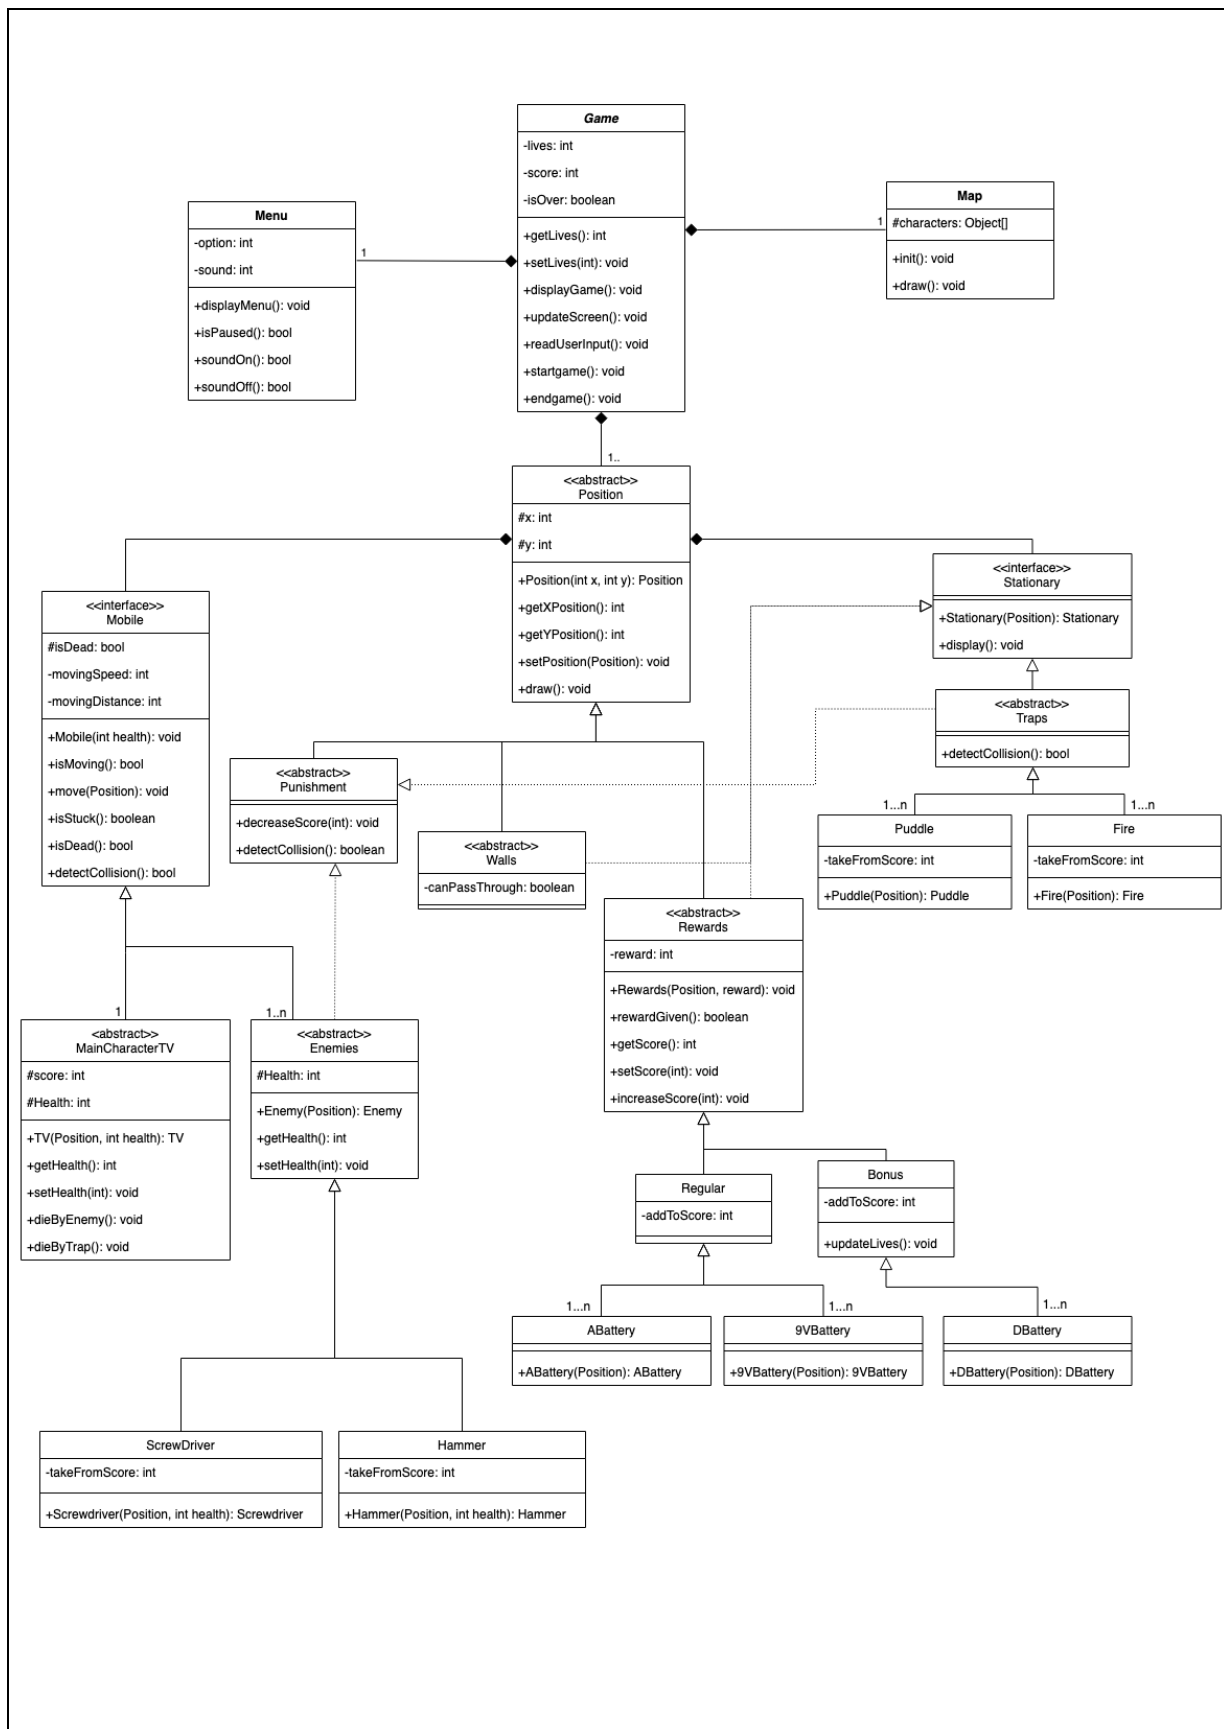 Game
-lives: int
-score: int
-isOver: boolean
+getLives(): int
+setLives(int): void
+displayGame(): void
+updateScreen(): void
+readUserInput(): void
+startgame(): void
+endgame(): void
Menu
-option: int
-sound: int
+displayMenu(): void
+isPaused(): bool
+soundOn(): bool
+soundOff(): bool
1
Map
#characters: Object[]
+init(): void
+draw(): void
1
1..
<<abstract>>
Position
#x: int
#y: int
+Position(int x, int y): Position
+getXPosition(): int
+getYPosition(): int
+setPosition(Position): void
+draw(): void
<<interface>>
Mobile
#isDead: bool
-movingSpeed: int
-movingDistance: int
+Mobile(int health): void
+isMoving(): bool
+move(Position): void
+isStuck(): boolean
+isDead(): bool
+detectCollision(): bool
<<interface>>
Stationary
+Stationary(Position): Stationary
+display(): void
<<abstract>>
Traps
+detectCollision(): bool
<<abstract>>
Punishment
+decreaseScore(int): void
+detectCollision(): boolean
<<abstract>>
Walls
-canPassThrough: boolean
1...n
1...n
Puddle
-takeFromScore: int
+Puddle(Position): Puddle
Fire
-takeFromScore: int
+Fire(Position): Fire
<<abstract>>
Rewards
-reward: int
+Rewards(Position, reward): void
+rewardGiven(): boolean
+getScore(): int
+setScore(int): void
+increaseScore(int): void
1
1..n
<abstract>>
MainCharacterTV
#score: int
#Health: int
+TV(Position, int health): TV
+getHealth(): int
+setHealth(int): void
+dieByEnemy(): void
+dieByTrap(): void
<<abstract>>
Enemies
#Health: int
+Enemy(Position): Enemy
+getHealth(): int
+setHealth(int): void
Regular
-addToScore: int
Bonus
-addToScore: int
+updateLives(): void
1...n
1...n
1...n
ABattery
+ABattery(Position): ABattery
9VBattery
+9VBattery(Position): 9VBattery
DBattery
+DBattery(Position): DBattery
ScrewDriver
-takeFromScore: int
+Screwdriver(Position, int health): Screwdriver
Hammer
-takeFromScore: int
+Hammer(Position, int health): Hammer